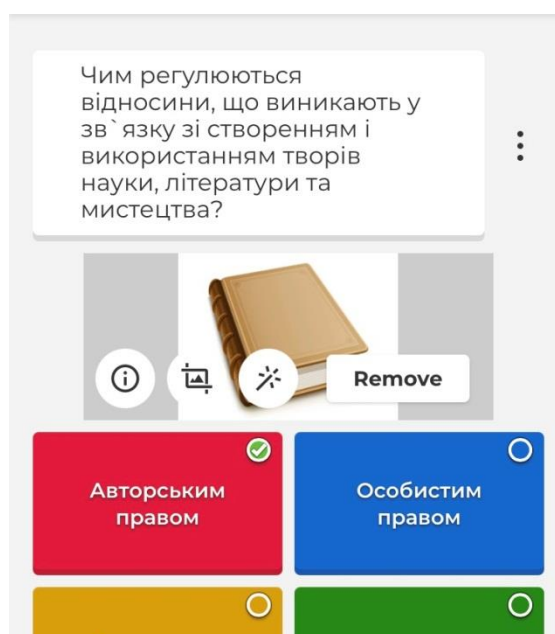 Чим регулюються
відносини, що виникають у
зв`язку зі створенням і
використанням творів
науки, літератури та
мистецтва?
Remove
Авторським
правом
Особистим
правом